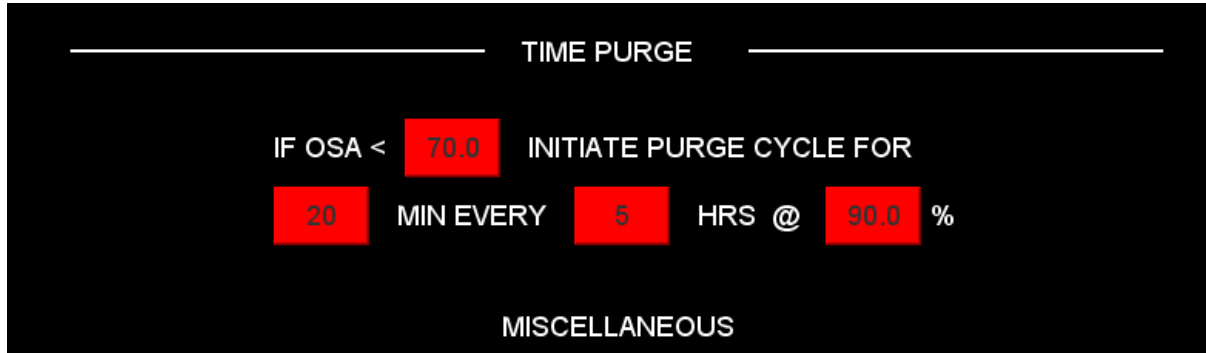 TIME PURGE
IF OSA < 70.0 INITIATE PURGE CYCLE FOR
20 MIN EVERY 5 HRS @ 90.0 %
MISCELLANEOUS